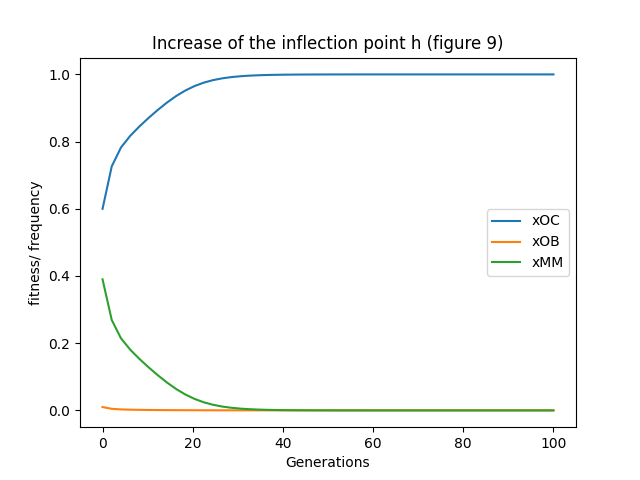 Increase of the inflection point h (figure 9)
fitness/ frequency
1.0
0.8
0.6
0.4
0.2
0.0
xOC
xOB
xMM
0 20 40 60 80 100
Generations